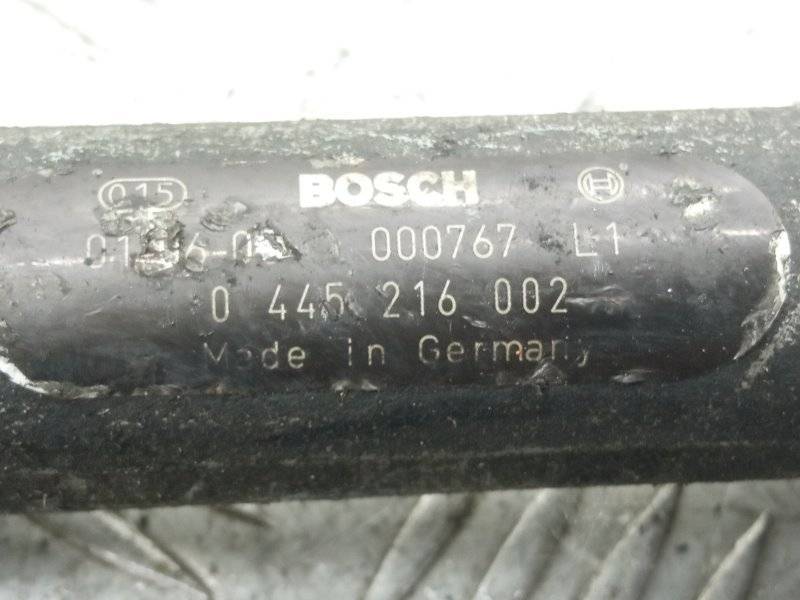 015 BOSCH
000767 L1
0 445 216 002
Made in Germany